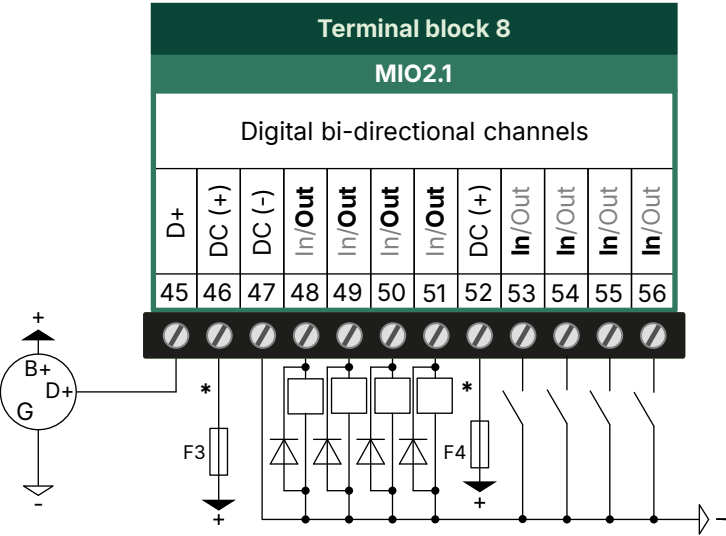 Terminal block 8
MIO2.1
Digital bi-directional channels
D+ DC (+) DC (-) In/Out In/Out In/Out In/Out DC (+) In/Out In/Out In/Out In/Out
45 46 47 48 49 50 51 52 53 54 55 56
+
B+
D+ * *
G
F3 F4
- + + -